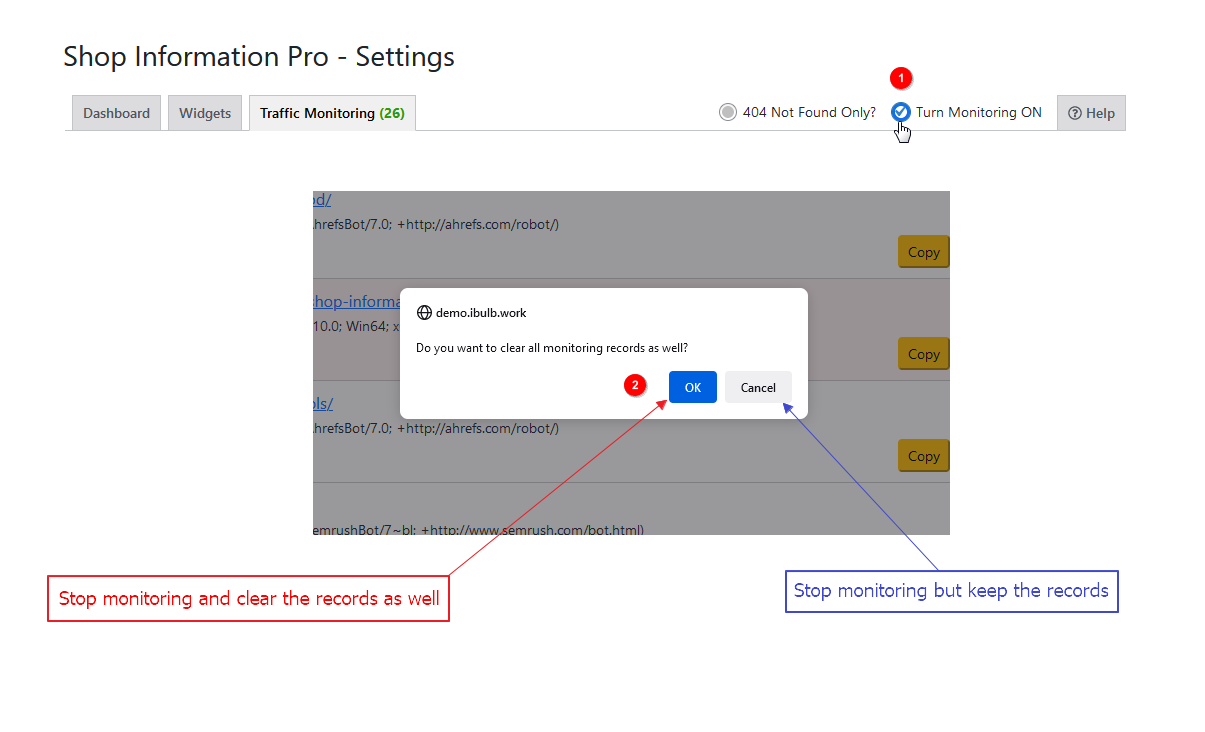 Shop Information Pro - Settings
1
Dashboard
Widgets
Traffic Monitoring (26)
404 Not Found Only?
Turn Monitoring ON
Help
od/
hrefsBot/7.0; +http://ahrefs.com/robot/)
Copy
shop-informa
10.0; Win64; x
Copy
demo.ibulb.work
Do you want to clear all monitoring records as well?
2
OK
Cancel
ols/
hrefsBot/7.0; +http://ahrefs.com/robot/)
Copy
emrushBot/7~bl; +http://www.semrush.com/bot.html)
Stop monitoring and clear the records as well
Stop monitoring but keep the records